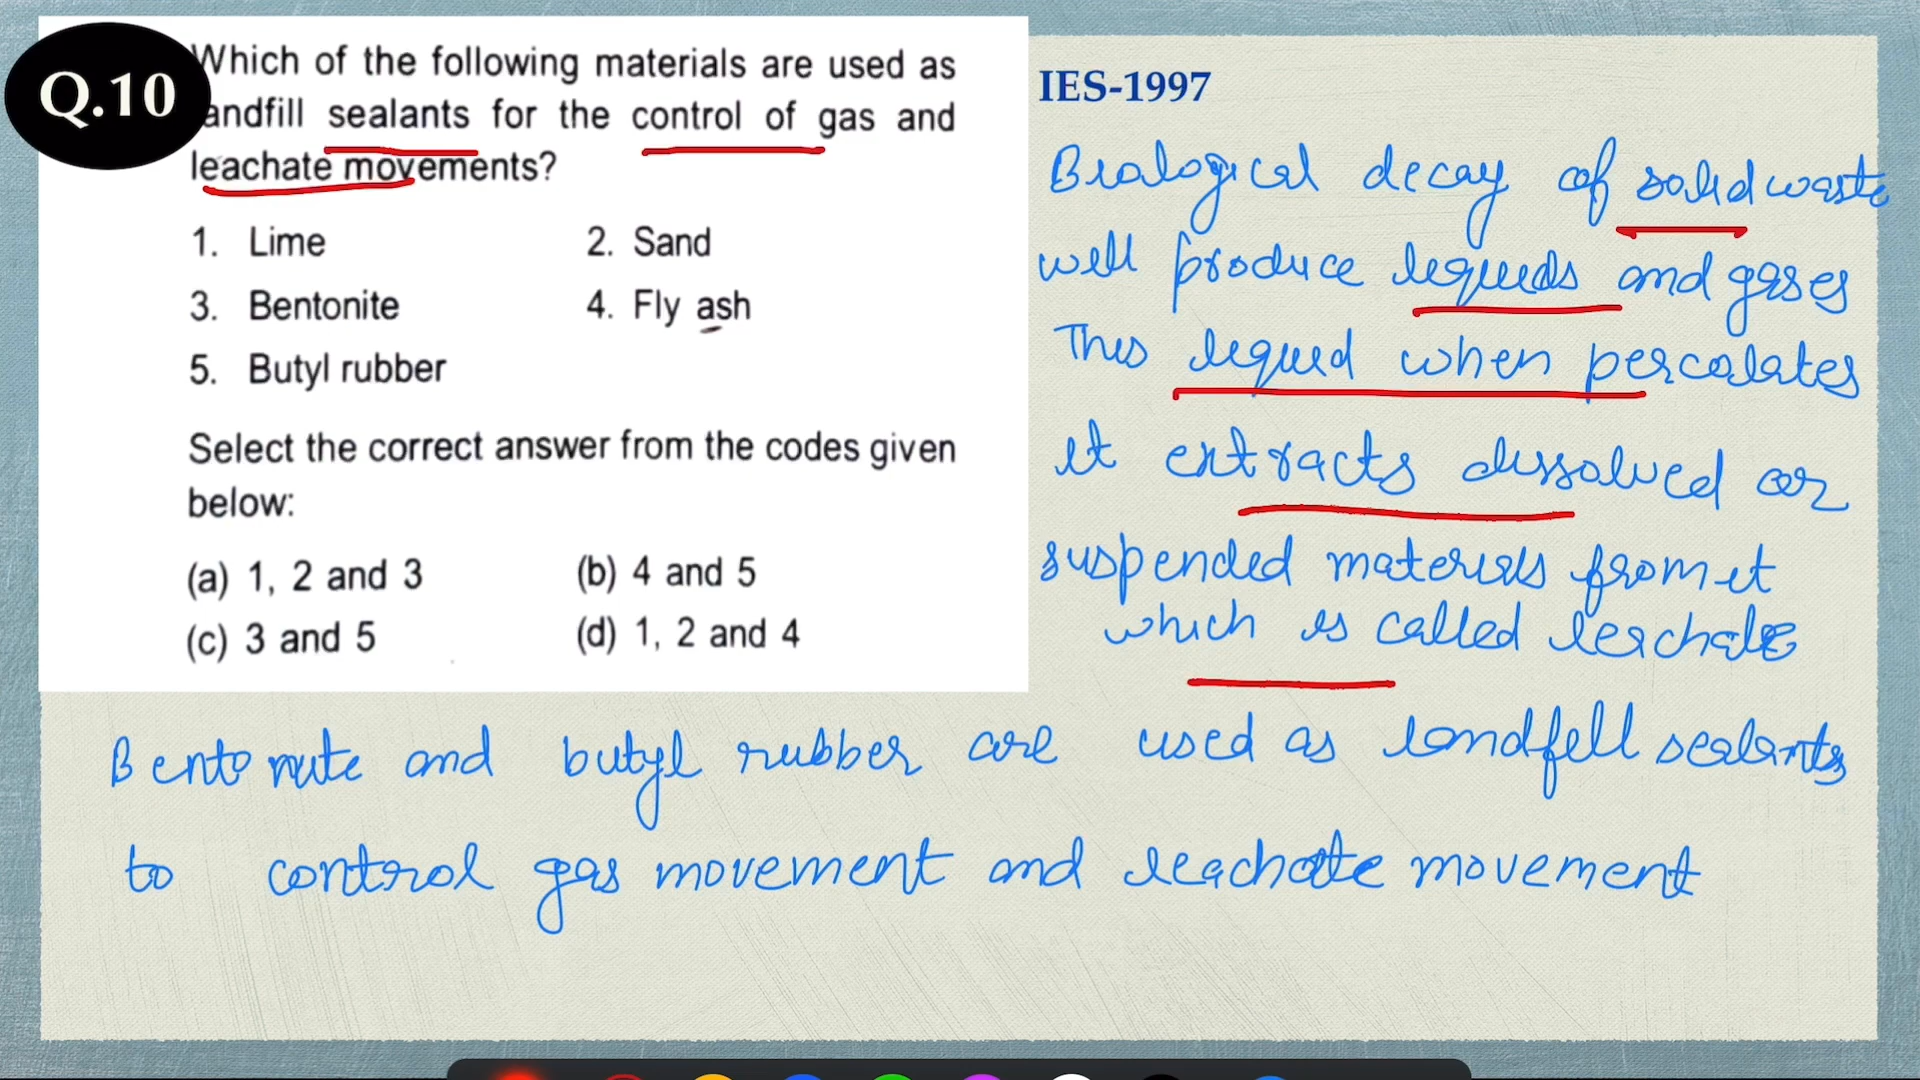 Q.10
Which of the following materials are used as
landfill sealants for the control of gas and
leachate movements?
1. Lime
2. Sand
3. Bentonite
4. Fly ash
5. Butyl rubber
Select the correct answer from the codes given
below:
(a) 1, 2 and 3
(b) 4 and 5
(c) 3 and 5
(d) 1, 2 and 4
IES-1997
Biological decay of solid waste
will produce liquids and gases
This liquid when percolates
it extracts dissolved or
suspended materials from it
which is called leachate
Bentonite and butyl rubber are used as landfill sealants
to control gas movement and leachate movement